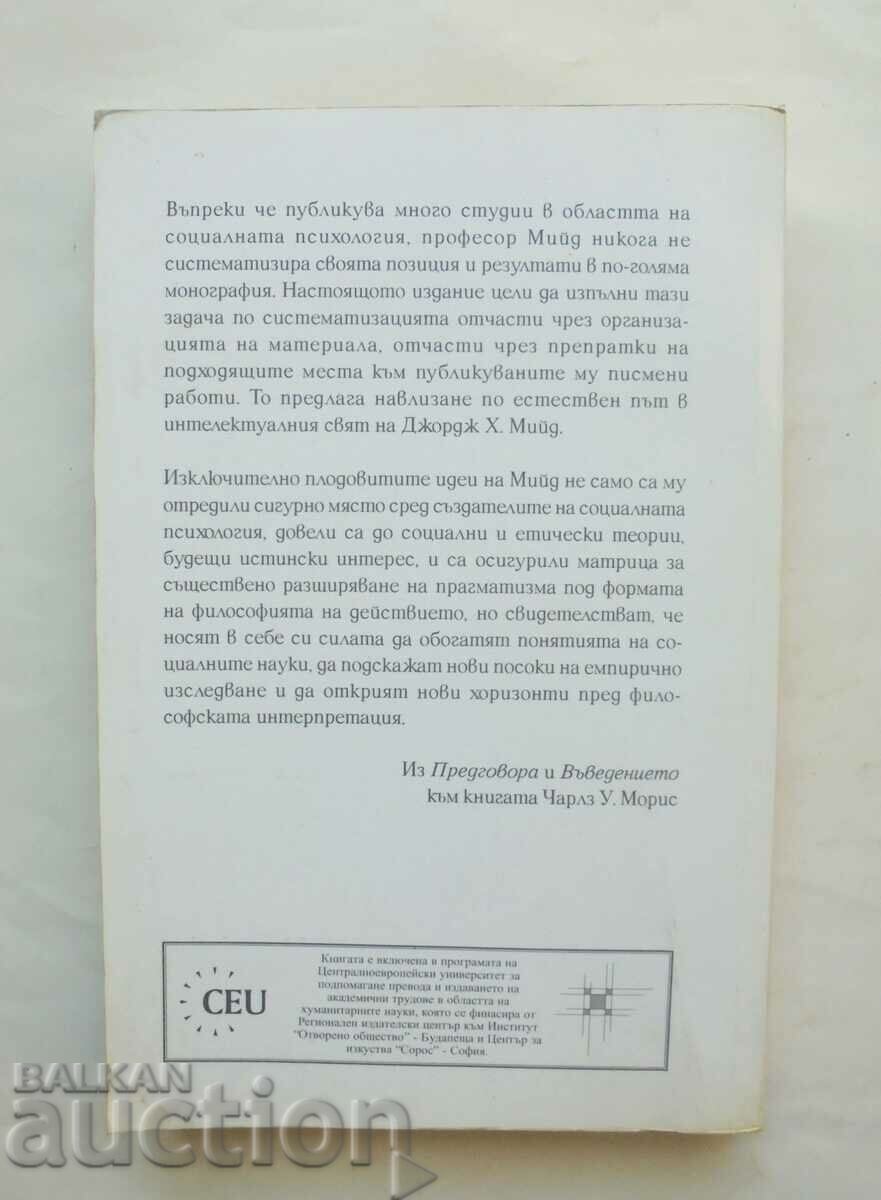 Въпреки че публикува много студии в областта на
социалната психология, професор Мийд никога не
систематизира своята позиция и резултати в по-голяма
монография. Настоящото издание цели да изпълни тази
задача по систематизацията отчасти чрез организа-
цията на материала, отчасти чрез препратки на
подходящите места към публикуваните му писмени
работи. То предлага навлизане по естествен път в
интелектуалния свят на Джордж Х. Мийд.
Изключително плодовитите идеи на Мийд не само са му
отредили сигурно място сред създателите на социалната
психология, довели са до социални и етически теории,
будещи истински интерес, и са осигурили матрица за
съществено разширяване на прагматизма под формата
на философията на действието, но свидетелстват, че
носят в себе си силата да обогатят понятията на со-
циалните науки, да подскажат нови посоки на емпирично
изследване и да открият нови хоризонти пред фило-
софската интерпретация.
Из Предговора и Въведението
към книгата Чарлз У. Морис
CEU
Книгата е включена в програмата на
Централноевропейски университет за
подпомагане превода и издаването на
академични трудове в областта на
хуманитарните науки, която се финасира от
Регионален издателски център към Институт
"Отворено общество" - Будапеща и Център за
изкуства "Сорос" - София.
BALKAN
auction